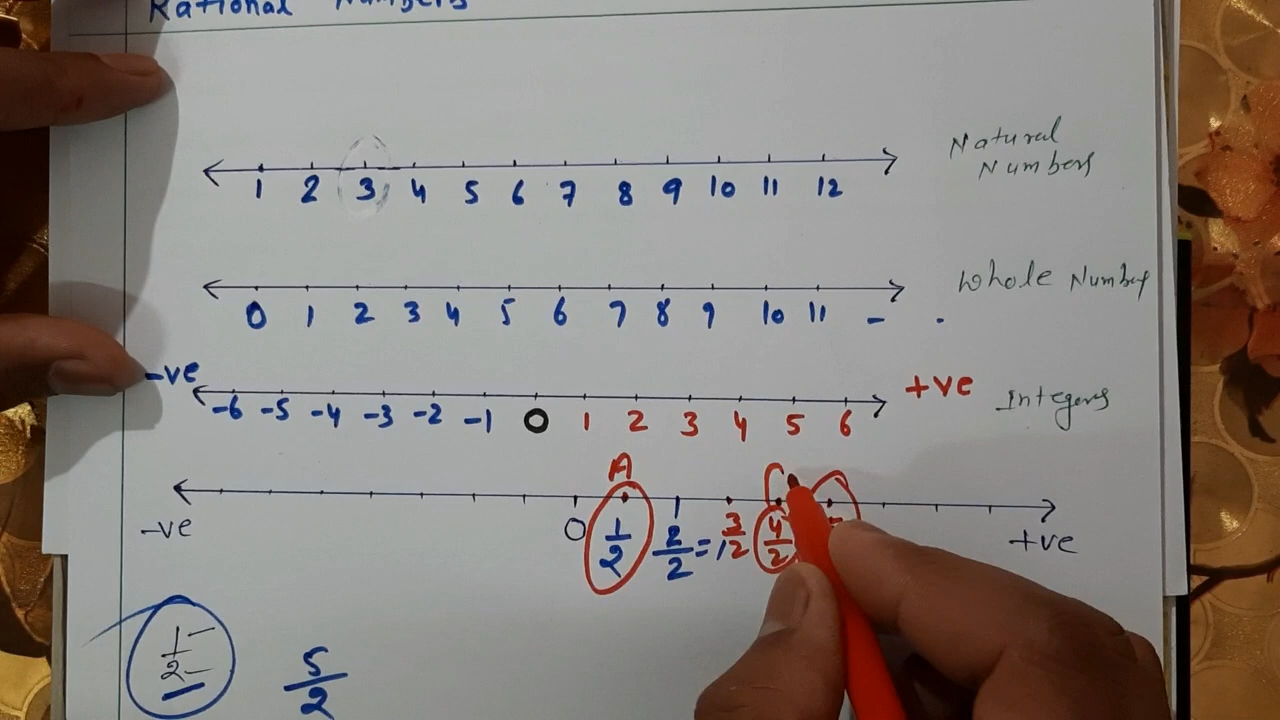 Rational Numbers
Natural
Numbers
1 2 3 4 5 6 7 8 9 10 11 12
Whole Number
0 1 2 3 4 5 6 7 8 9 10 11 - .
-ve +ve Integers
-6 -5 -4 -3 -2 -1 0 1 2 3 4 5 6
A
-ve 0 1/2 2/2 = 1 3/2 4/2 +ve
1/2 5/2